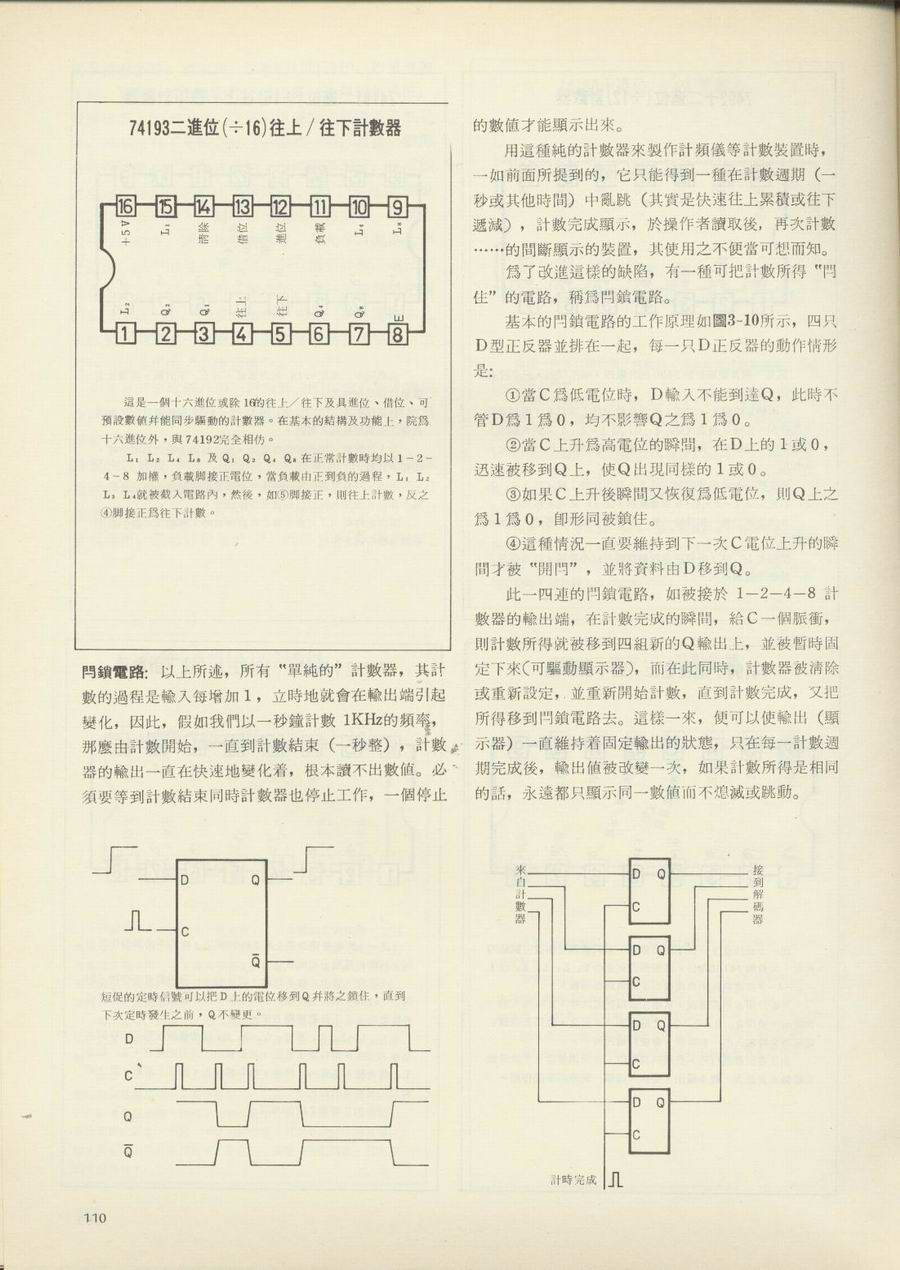 74193二進位(÷16)往上/往下計數器
16 15 14 13 12 11 10 9
+5V L₁ 清除 借位 進位 負載 L₄ L₈
L₂ Q₂ Q₁ 往上 往下 Q₄ Q₈ E
1 2 3 4 5 6 7 8
這是一個十六進位或除16的往上/往下及具進位、借位、可
預設數值幷能同步驅動的計數器。在基本的結構及功能上,院爲
十六進位外,與74192完全相仿。
L₁ L₂ L₄ L₈ 及Q₁ Q₂ Q₄ Q₈ 在正常計數時均以1-2-
4-8 加權,負載脚接正電位,當負載由正到負的過程,L₁ L₂
L₃ L₄就被載入電路內,然後,如⑤脚接正,則往上計數,反之
④脚接正爲往下計數。
閂鎖電路: 以上所述,所有“單純的”計數器,其計
數的過程是輸入每增加1,立時地就會在輸出端引起
變化,因此,假如我們以一秒鐘計數 1KHz的頻率,
那麼由計數開始,一直到計數結束(一秒整),計數
器的輸出一直在快速地變化着,根本讀不出數值。必
須要等到計數結束同時計數器也停止工作,一個停止
的數值才能顯示出來。
用這種純的計數器來製作計頻儀等計數裝置時,
一如前面所提到的,它只能得到一種在計數週期(一
秒或其他時間)中亂跳(其實是快速往上累積或往下
遞減),計數完成顯示,於操作者讀取後,再次計數
……的間斷顯示的裝置,其使用之不便當可想而知。
爲了改進這樣的缺陷,有一種可把計數所得“閂
住”的電路,稱爲閂鎖電路。
基本的閂鎖電路的工作原理如圖3-10所示,四只
D型正反器並排在一起,每一只D正反器的動作情形
是:
①當C爲低電位時,D輸入不能到達Q,此時不
管D爲1爲0,均不影響Q之爲1爲0。
②當C上升爲高電位的瞬間,在D上的1或0,
迅速被移到Q上,使Q出現同樣的1或0。
③如果C上升後瞬間又恢復爲低電位,則Q上之
爲1爲0,卽形同被鎖住。
④這種情況一直要維持到下一次C電位上升的瞬
間才被“開閂”,並將資料由D移到Q。
此一四連的閂鎖電路,如被接於 1-2-4-8 計
數器的輸出端,在計數完成的瞬間,給C一個脈衝,
則計數所得就被移到四組新的Q輸出上,並被暫時固
定下來(可驅動顯示器),而在此同時,計數器被淸除
或重新設定,並重新開始計數,直到計數完成,又把
所得移到閂鎖電路去。這樣一來,便可以使輸出(顯
示器)一直維持着固定輸出的狀態,只在每一計數週
期完成後,輸出值被改變一次,如果計數所得是相同
的話,永遠都只顯示同一數值而不熄滅或跳動。
D Q
C
Q̅
短促的定時信號可以把D上的電位移到Q幷將之鎖住,直到
下次定時發生之前,Q不變更。
D
C
Q
Q̅
來自計數器
接到解碼器
D Q
C
D Q
C
D Q
C
D Q
C
計時完成
110